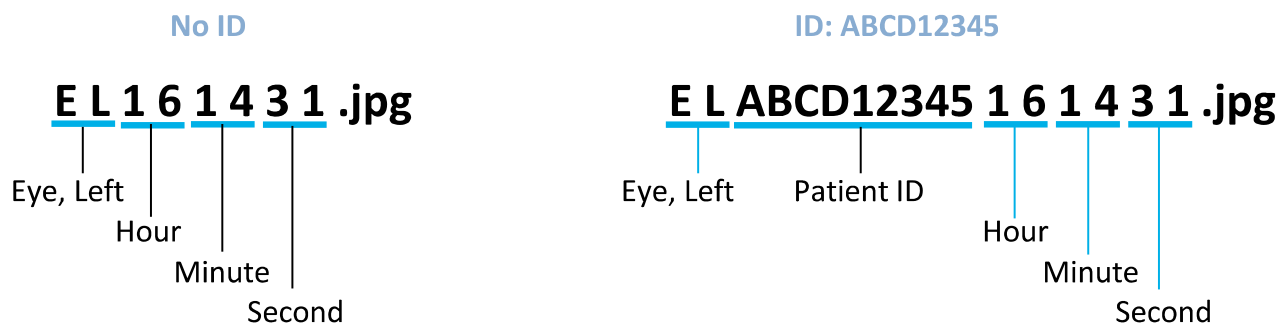 No ID
E L 1 6 1 4 3 1 .jpg
Eye, Left
Hour
Minute
Second
ID: ABCD12345
E L ABCD12345 1 6 1 4 3 1 .jpg
Eye, Left
Patient ID
Hour
Minute
Second